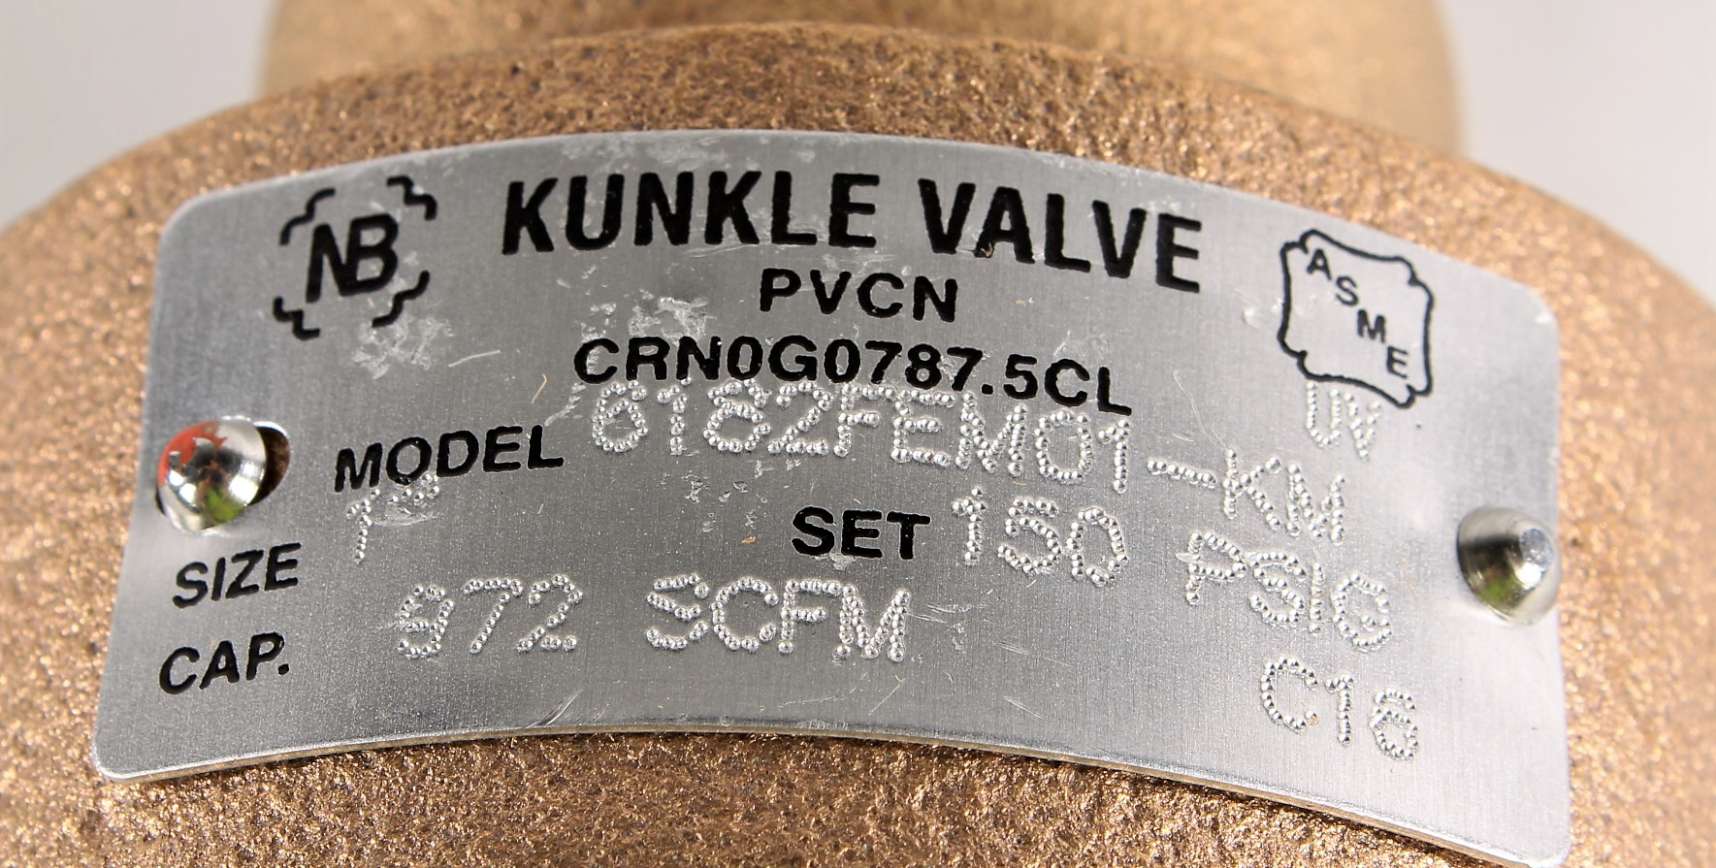 NB
KUNKLE VALVE
ASME
PVCN
CRN0G0787.5CL
UV
MODEL 6182FEM01-KM
SIZE 1" SET 150 PSIG
CAP. 972 SCFM
C16